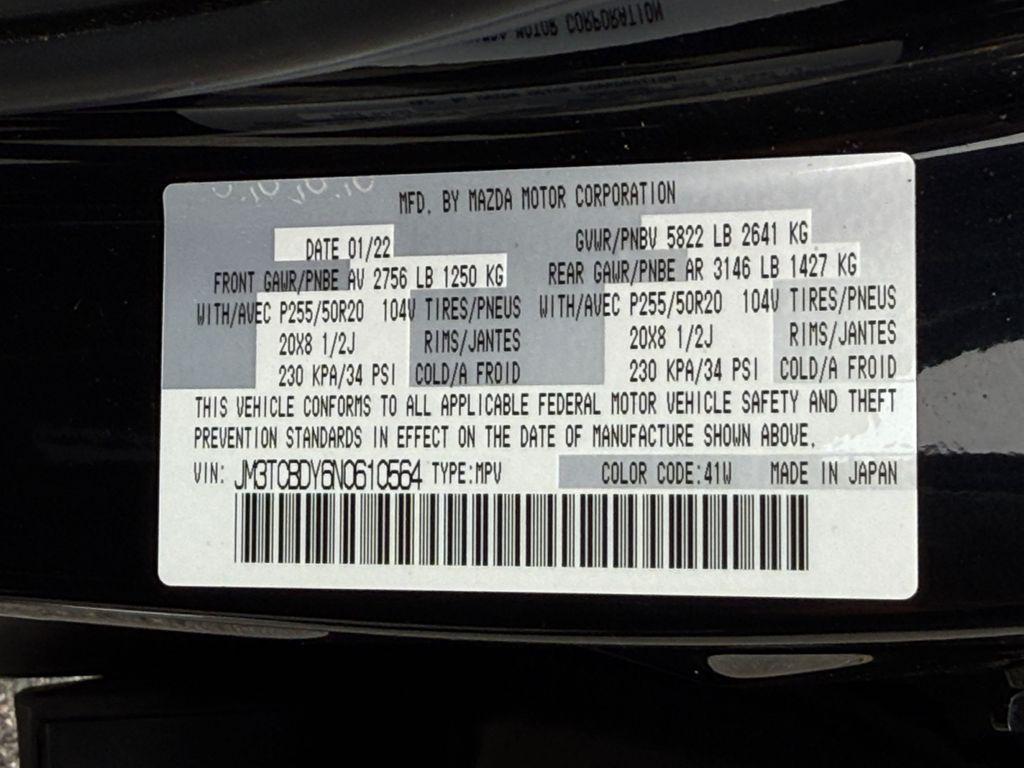 MFD. BY MAZDA MOTOR CORPORATION
DATE 01/22 GVWR/PNBV 5822 LB 2641 KG
FRONT GAWR/PNBE AV 2756 LB 1250 KG REAR GAWR/PNBE AR 3146 LB 1427 KG
WITH/AVEC P255/50R20 104V TIRES/PNEUS WITH/AVEC P255/50R20 104V TIRES/PNEUS
20X8 1/2J RIMS/JANTES 20X8 1/2J RIMS/JANTES
230 KPA/34 PSI COLD/A FROID 230 KPA/34 PSI COLD/A FROID
THIS VEHICLE CONFORMS TO ALL APPLICABLE FEDERAL MOTOR VEHICLE SAFETY AND THEFT
PREVENTION STANDARDS IN EFFECT ON THE DATE OF MANUFACTURE SHOWN ABOVE.
VIN: JM3TCBDY6N0610564 TYPE:MPV COLOR CODE:41W MADE IN JAPAN